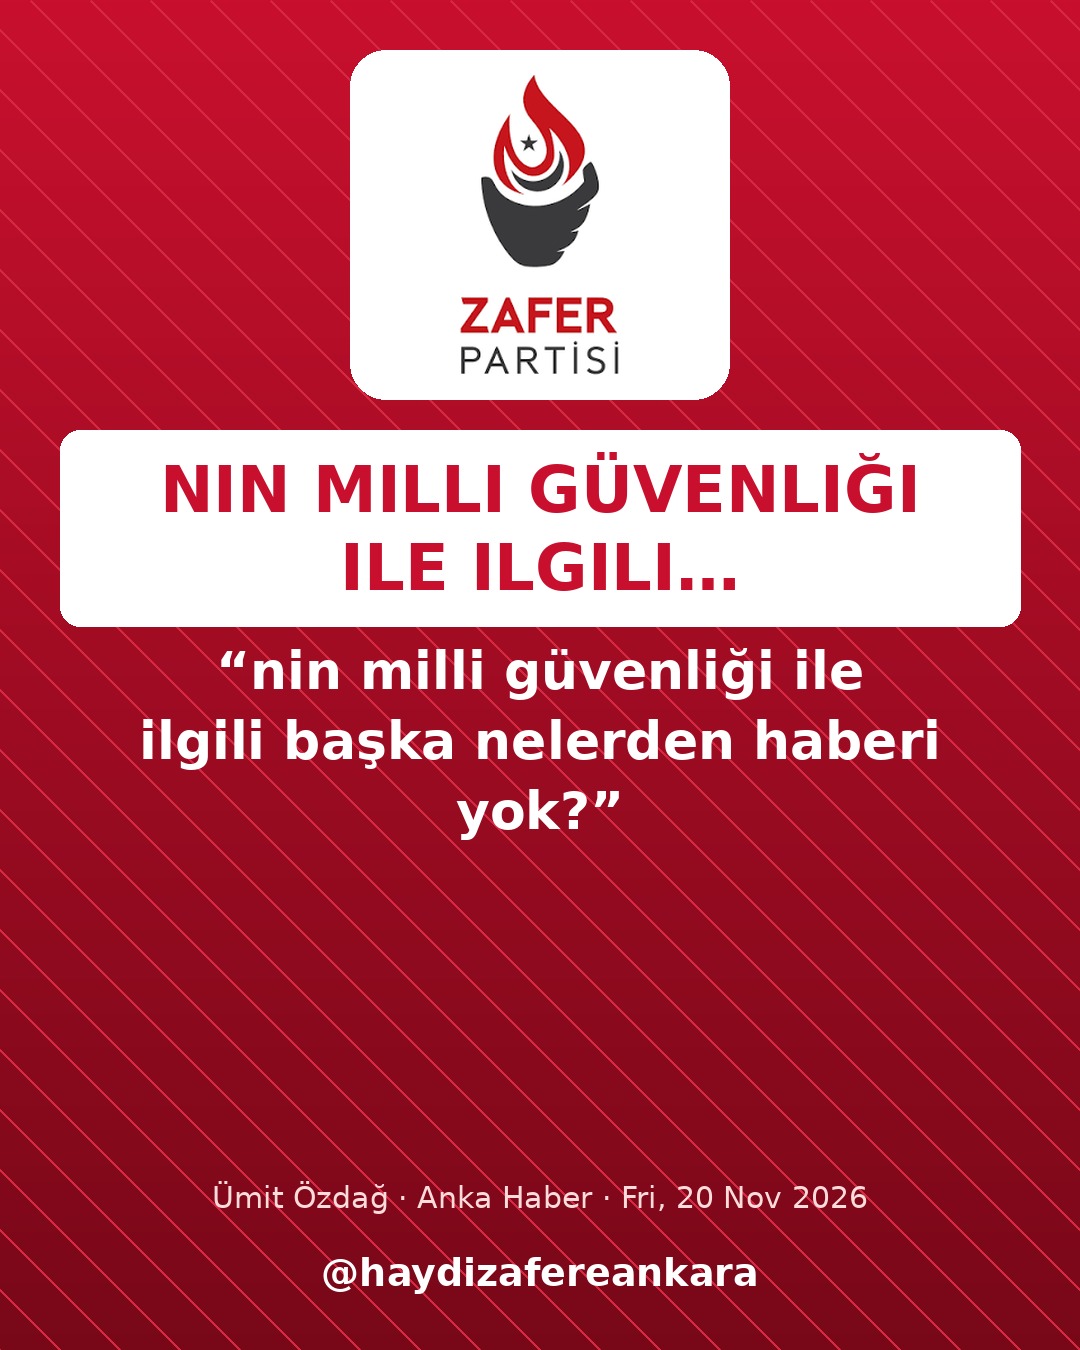 ZAFER
PARTİSİ
NIN MILLI GÜVENLIĞI
ILE ILGILI...
“nin milli güvenliği ile
ilgili başka nelerden haberi
yok?”
Ümit Özdağ · Anka Haber · Fri, 20 Nov 2026
@haydizafereankara